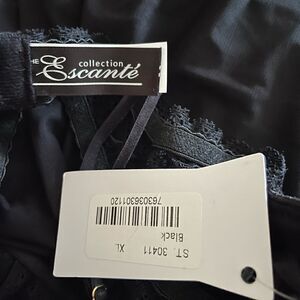 THE
collection
Escanté
ST. 30411 XL
Black
763036301120